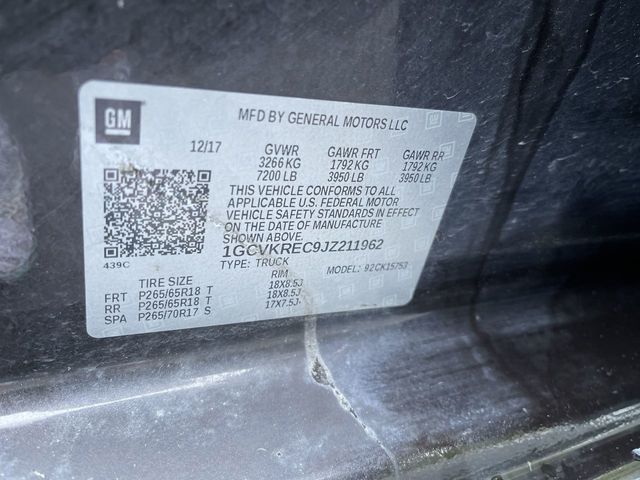 GM
MFD BY GENERAL MOTORS LLC
12/17 GVWR GAWR FRT GAWR RR
3266 KG 1792 KG 1792 KG
7200 LB 3950 LB 3950 LB
THIS VEHICLE CONFORMS TO ALL
APPLICABLE U.S. FEDERAL MOTOR
VEHICLE SAFETY STANDARDS IN EFFECT
ON THE DATE OF MANUFACTURE
SHOWN ABOVE.
1GCVKREC9JZ211962
439C TYPE: TRUCK MODEL: 92CK15753
TIRE SIZE RIM
FRT P265/65R18 T 18X8.5J
RR P265/65R18 T 18X8.5J
SPA P265/70R17 S 17X7.5J